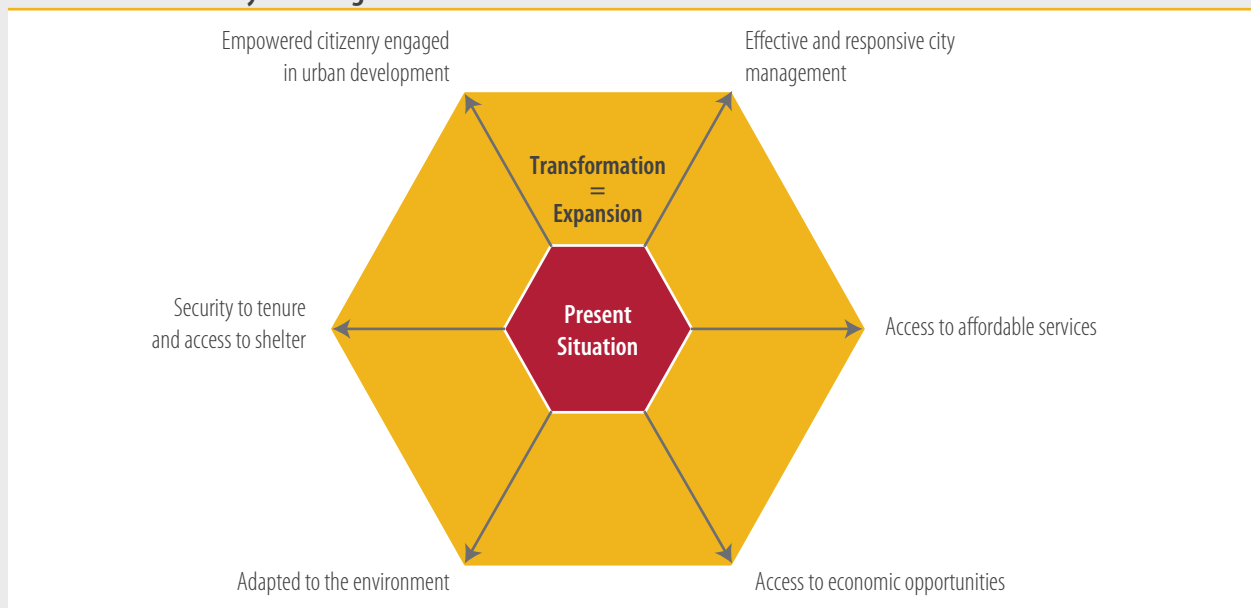 Empowered citizenry engaged
in urban development
Effective and responsive city
management
Transformation
=
Expansion
Present
Situation
Security to tenure
and access to shelter
Access to affordable services
Adapted to the environment
Access to economic opportunities